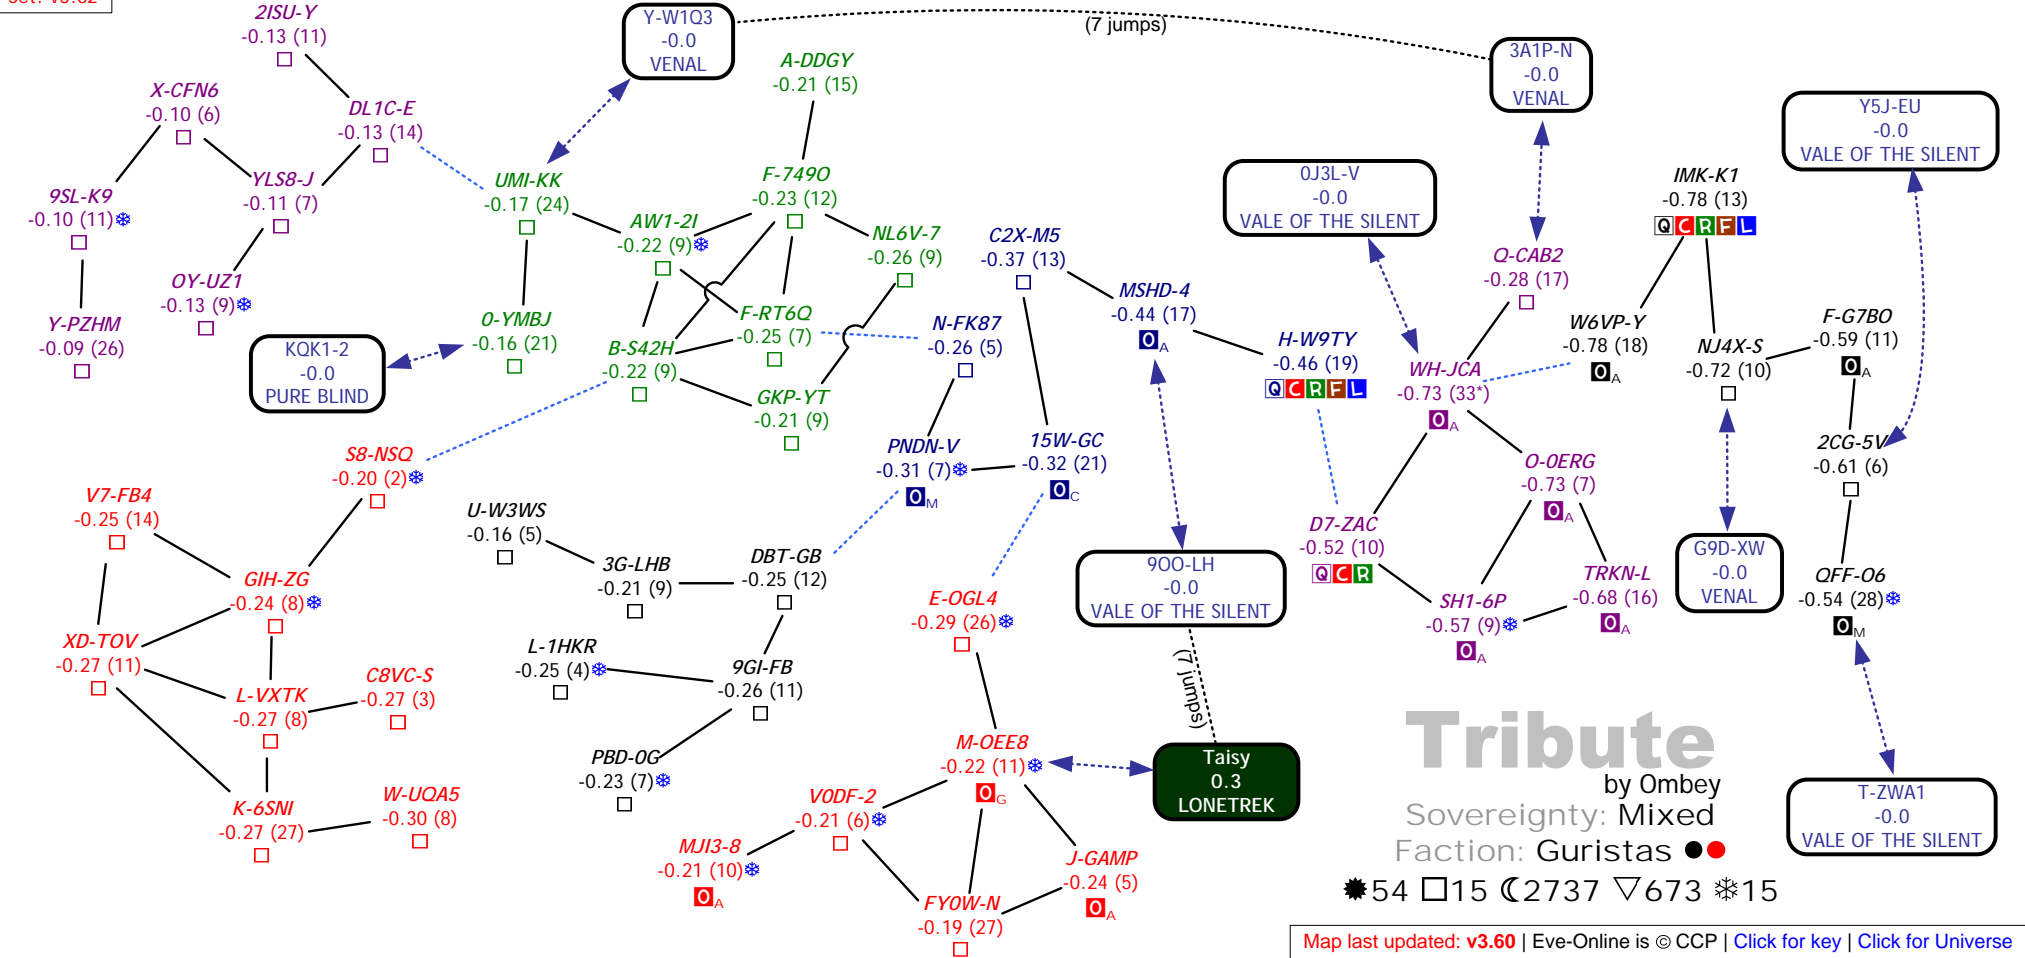 2ISU-Y
-0.13 (11)
X-CFN6
-0.10 (6)
DL1C-E
-0.13 (14)
9SL-K9
-0.10 (11)
YLS8-J
-0.11 (7)
OY-UZ1
-0.13 (9)
Y-PZHM
-0.09 (26)
KQK1-2
-0.0
PURE BLIND
Y-W1Q3
-0.0
VENAL
(7 jumps)
3A1P-N
-0.0
VENAL
UMI-KK
-0.17 (24)
0-YMBJ
-0.16 (21)
A-DDGY
-0.21 (15)
F-749O
-0.23 (12)
AW1-2I
-0.22 (9)
NL6V-7
-0.26 (9)
F-RT6Q
-0.25 (7)
B-S42H
-0.22 (9)
GKP-YT
-0.21 (9)
C2X-M5
-0.37 (13)
MSHD-4
-0.44 (17)
O A
N-FK87
-0.26 (5)
H-W9TY
-0.46 (19)
Q C R F L
PNDN-V
-0.31 (7)
O M
15W-GC
-0.32 (21)
O C
0J3L-V
-0.0
VALE OF THE SILENT
Y5J-EU
-0.0
VALE OF THE SILENT
Q-CAB2
-0.28 (17)
IMK-K1
-0.78 (13)
Q C R F L
W6VP-Y
-0.78 (18)
O A
NJ4X-S
-0.72 (10)
F-G7BO
-0.59 (11)
O A
WH-JCA
-0.73 (33*)
O A
2CG-5V
-0.61 (6)
O-0ERG
-0.73 (7)
O A
D7-ZAC
-0.52 (10)
Q C R
SH1-6P
-0.57 (9)
O A
TRKN-L
-0.68 (16)
O A
G9D-XW
-0.0
VENAL
QFF-O6
-0.54 (28)
O M
T-ZWA1
-0.0
VALE OF THE SILENT
S8-NSQ
-0.20 (2)
V7-FB4
-0.25 (14)
GIH-ZG
-0.24 (8)
XD-TOV
-0.27 (11)
L-VXTK
-0.27 (8)
C8VC-S
-0.27 (3)
K-6SNI
-0.27 (27)
W-UQA5
-0.30 (8)
U-W3WS
-0.16 (5)
3G-LHB
-0.21 (9)
DBT-GB
-0.25 (12)
L-1HKR
-0.25 (4)
9GI-FB
-0.26 (11)
PBD-0G
-0.23 (7)
E-OGL4
-0.29 (26)
9OO-LH
-0.0
VALE OF THE SILENT
(7 jumps)
M-OEE8
-0.22 (11)
O G
Taisy
0.3
LONETREK
V0DF-2
-0.21 (6)
MJI3-8
-0.21 (10)
O A
J-GAMP
-0.24 (5)
O A
FY0W-N
-0.19 (27)
Tribute
by Ombey
Sovereignty: Mixed
Faction: Guristas
54 15 2737 673 15
Map last updated: v3.60 | Eve-Online is © CCP | Click for key | Click for Universe